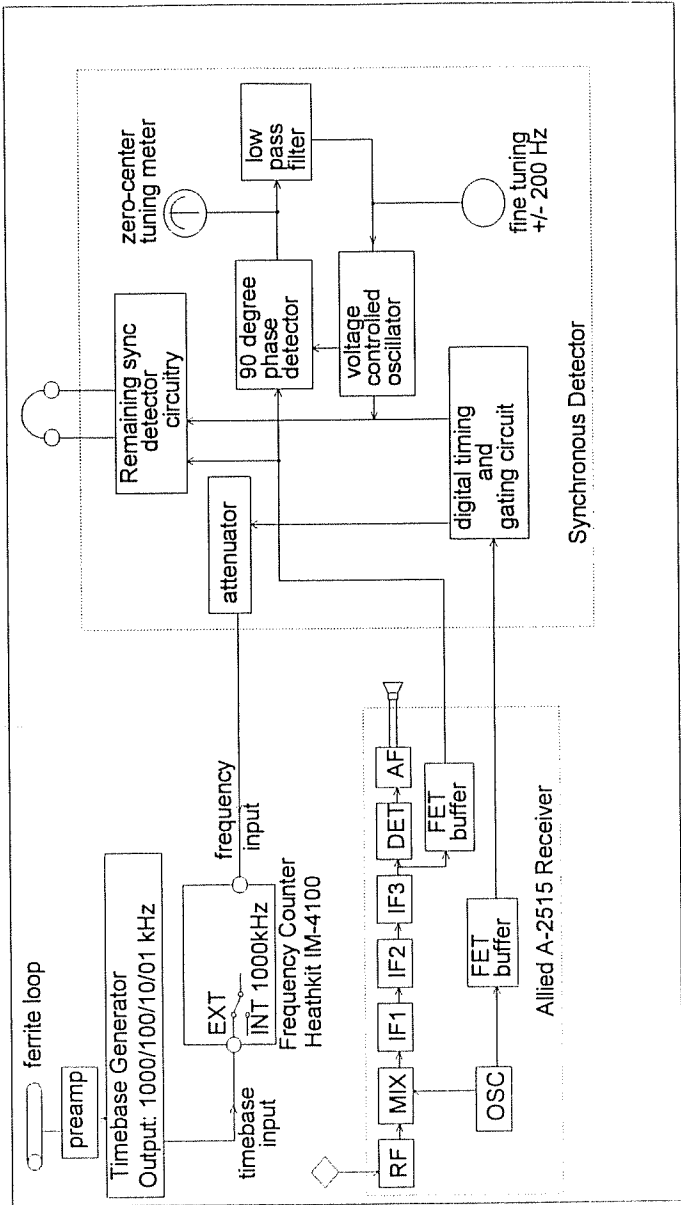 ferrite loop
preamp
Timebase Generator
Output: 1000/100/10/01 kHz
timebase
input
EXT
INT 1000kHz
Frequency Counter
Heathkit IM-4100
frequency
input
RF
MIX
IF1
IF2
IF3
DET
AF
OSC
FET
buffer
FET
buffer
Allied A-2515 Receiver
attenuator
Remaining sync
detector
circuitry
zero-center
tuning meter
90 degree
phase
detector
low
pass
filter
voltage
controlled
oscillator
fine tuning
+/- 200 Hz
digital timing
and
gating circuit
Synchronous Detector